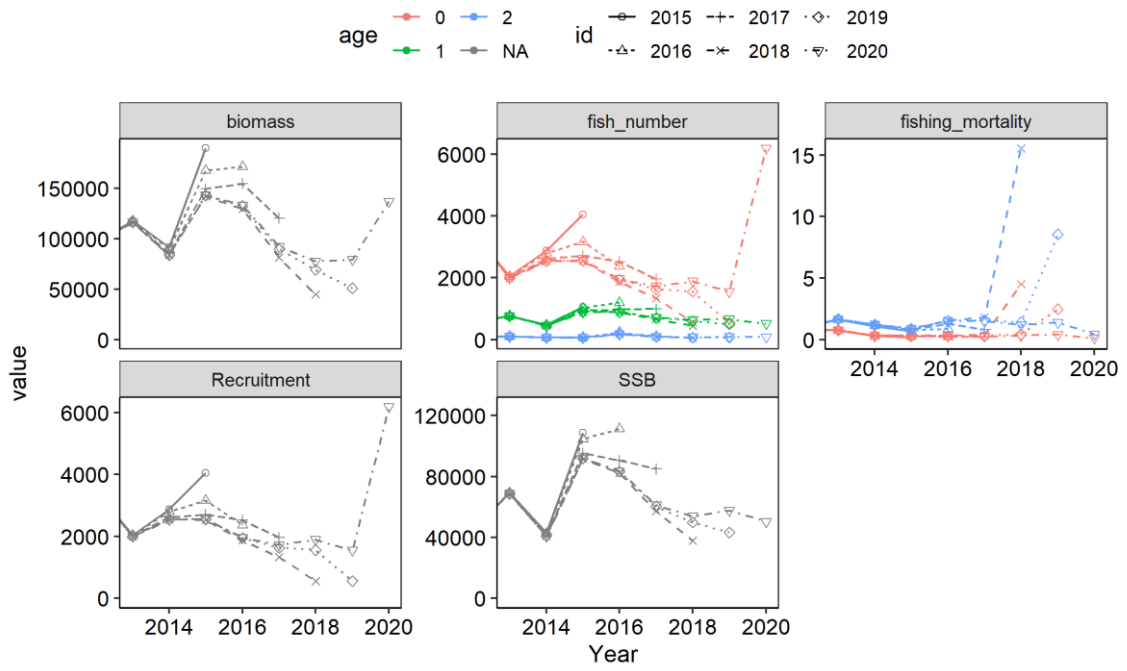 age 0 2 id 2015 2017 2019
1 NA 2016 2018 2020
biomass fish_number fishing_mortality
150000
100000
50000
0
6000
4000
2000
0
15
10
5
0
2014 2016 2018 2020
value
Recruitment SSB
6000
4000
2000
0
120000
80000
40000
0
2014 2016 2018 2020 2014 2016 2018 2020
Year